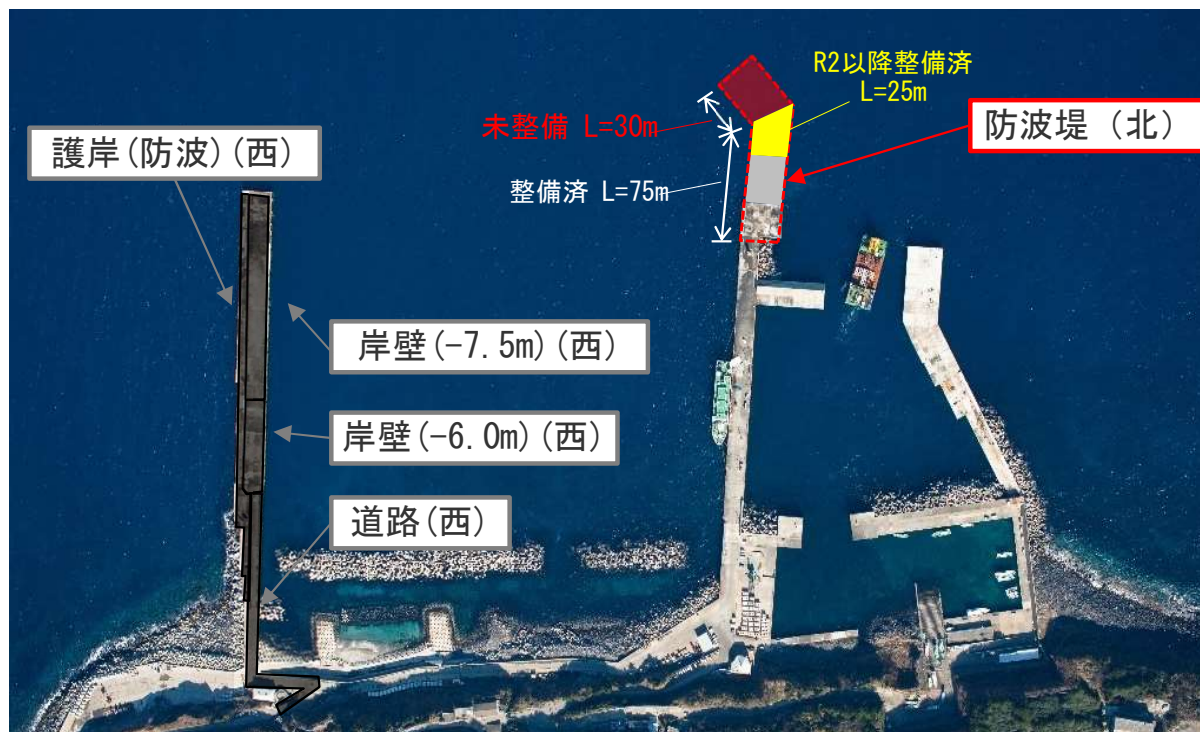 R2以降整備済
L=25m
未整備 L=30m
防波堤（北）
護岸(防波)(西)
整備済 L=75m
岸壁(-7.5m)(西)
岸壁(-6.0m)(西)
道路(西)